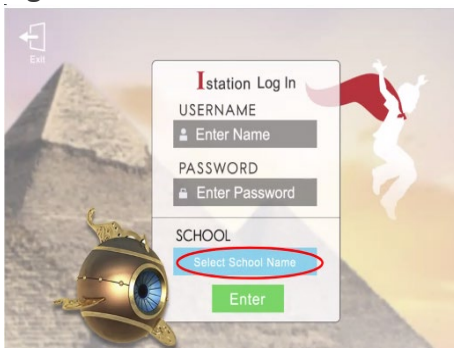 Exit
Istation Log In
USERNAME
Enter Name
PASSWORD
Enter Password
SCHOOL
Select School Name
Enter